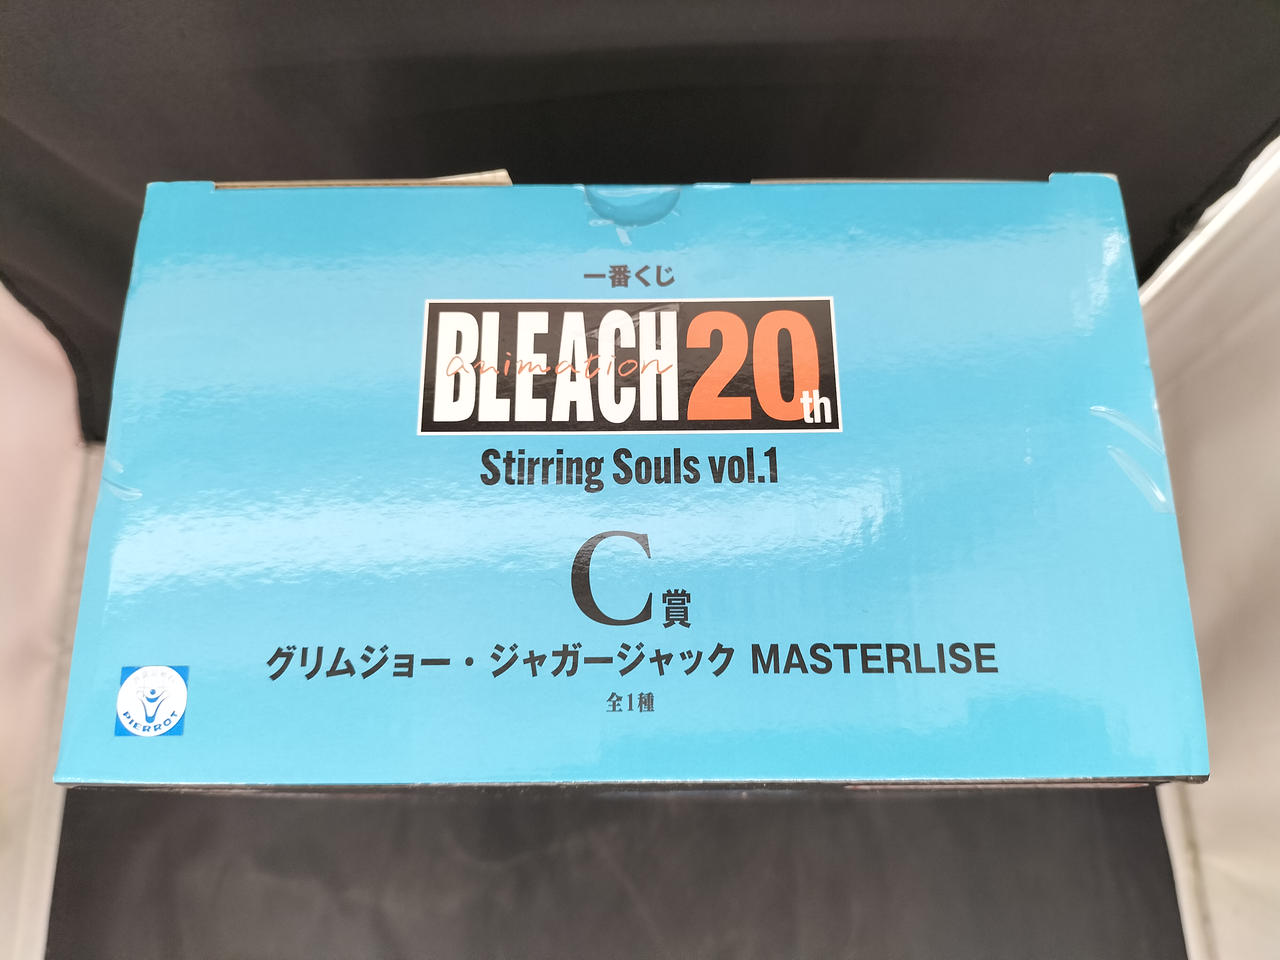 一番くじ
BLEACH 20th
animation
Stirring Souls vol.1
C賞
グリムジョー・ジャガージャック MASTERLISE
全1種
PIERROT